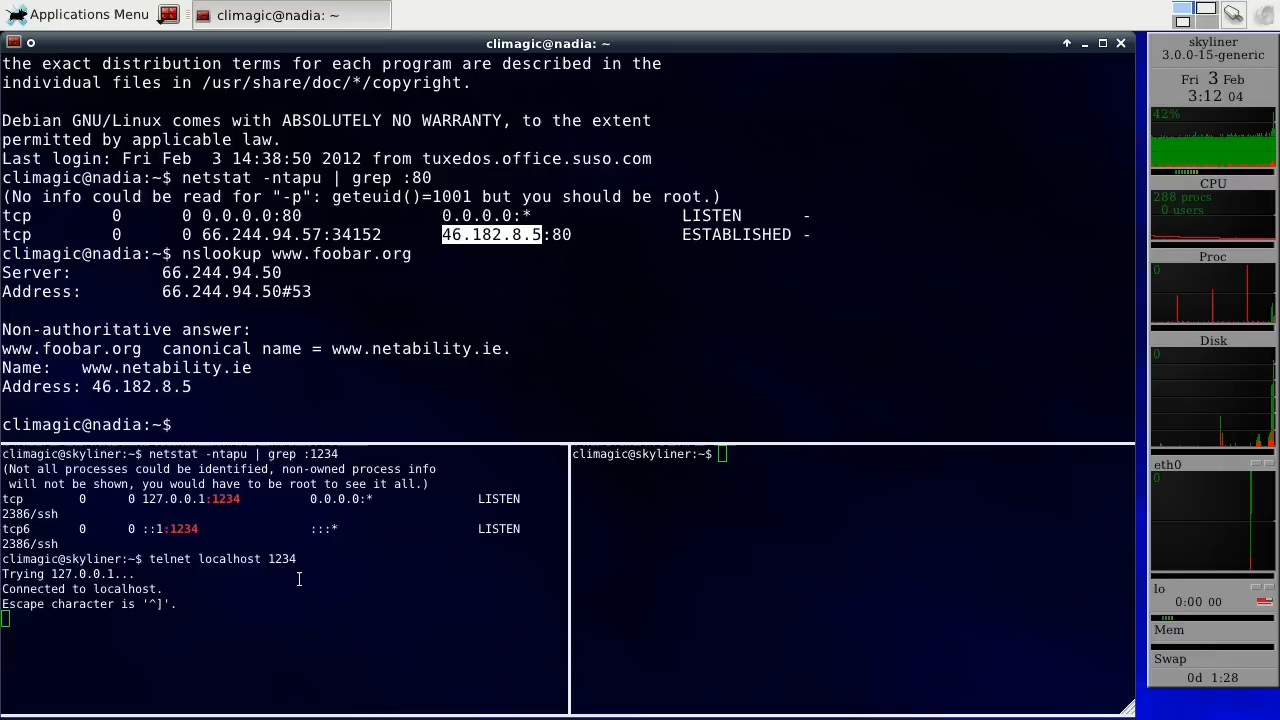 Applications Menu
climagic@nadia: ~
climagic@nadia: ~
the exact distribution terms for each program are described in the
individual files in /usr/share/doc/*/copyright.
Debian GNU/Linux comes with ABSOLUTELY NO WARRANTY, to the extent
permitted by applicable law.
Last login: Fri Feb  3 14:38:50 2012 from tuxedos.office.suso.com
climagic@nadia:~$ netstat -ntapu | grep :80
(No info could be read for "-p": geteuid()=1001 but you should be root.)
tcp        0      0 0.0.0.0:80              0.0.0.0:*               LISTEN      -
tcp        0      0 66.244.94.57:34152      46.182.8.5:80           ESTABLISHED -
climagic@nadia:~$ nslookup www.foobar.org
Server:         66.244.94.50
Address:        66.244.94.50#53
Non-authoritative answer:
www.foobar.org  canonical name = www.netability.ie.
Name:   www.netability.ie
Address: 46.182.8.5
climagic@nadia:~$
climagic@skyliner:~$ netstat -ntapu | grep :1234
(Not all processes could be identified, non-owned process info
 will not be shown, you would have to be root to see it all.)
tcp        0      0 127.0.0.1:1234          0.0.0.0:*               LISTEN
2386/ssh
tcp6       0      0 ::1:1234                :::*                    LISTEN
2386/ssh
climagic@skyliner:~$ telnet localhost 1234
Trying 127.0.0.1...
Connected to localhost.
Escape character is '^]'.
climagic@skyliner:~$
skyliner
3.0.0-15-generic
Fri 3 Feb
3:12 04
42%
CPU
288 procs
0 users
Proc
0
Disk
0
eth0
0
lo
0:00 00
Mem
Swap
0d 1:28